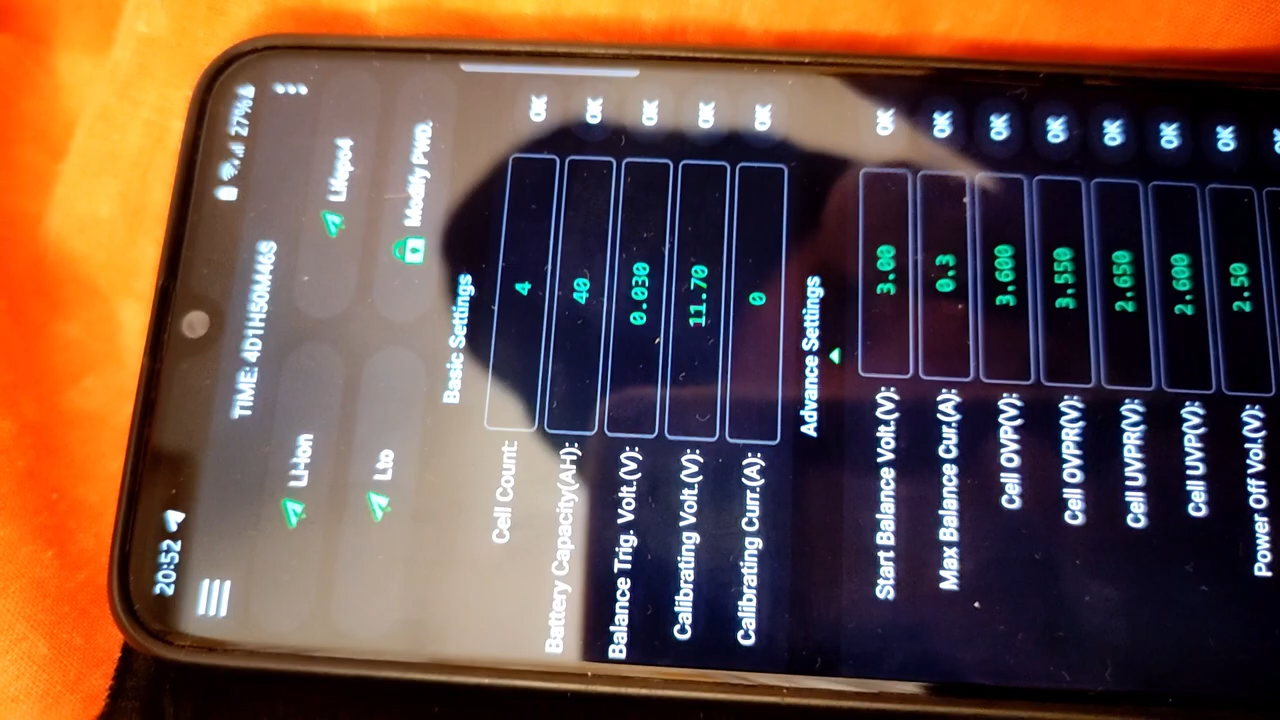 20:52 27%
TIME: 4D1H50M46S
Li-ion Lifepo4
Lto Modify PWD.
Basic Settings
Cell Count: 4 OK
Battery Capacity(AH): 40 OK
Balance Trig. Volt.(V): 0.030 OK
Calibrating Volt.(V): 11.70 OK
Calibrating Curr.(A): 0 OK
Advance Settings
Start Balance Volt.(V): 3.00 OK
Max Balance Cur.(A): 0.3 OK
Cell OVP(V): 3.600 OK
Cell OVPR(V): 3.550 OK
Cell UVPR(V): 2.650 OK
Cell UVP(V): 2.600 OK
Power Off Vol.(V): 2.50 OK